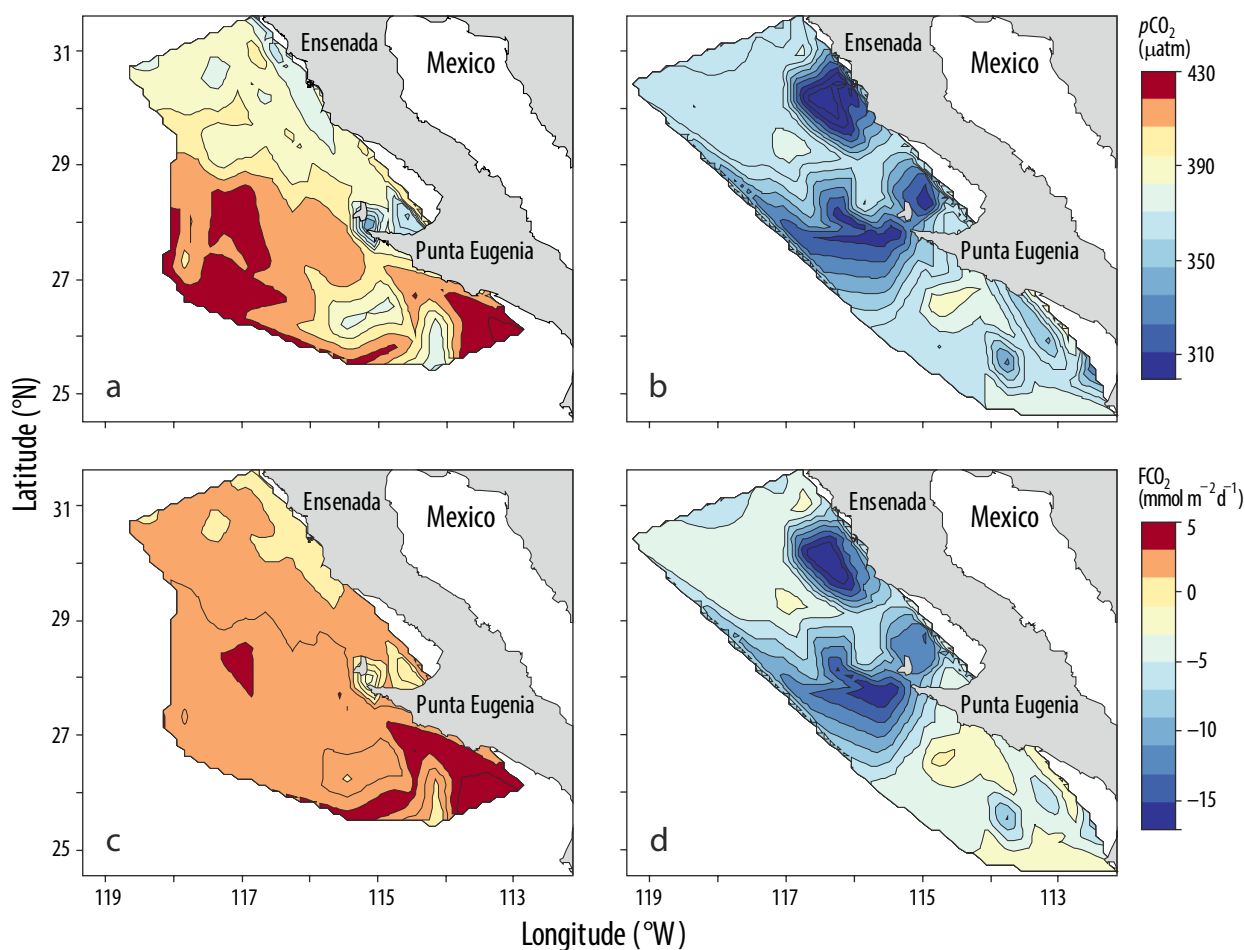 31
29
27
25
Ensenada
Mexico
Punta Eugenia
a
Ensenada
Mexico
Punta Eugenia
b
pCO₂
(µatm)
430
390
350
310
Latitude (°N)
31
29
27
25
Ensenada
Mexico
Punta Eugenia
c
119
117
115
113
Ensenada
Mexico
Punta Eugenia
d
119
117
115
113
FCO₂
(mmol m⁻² d⁻¹)
5
0
−5
−10
−15
Longitude (°W)